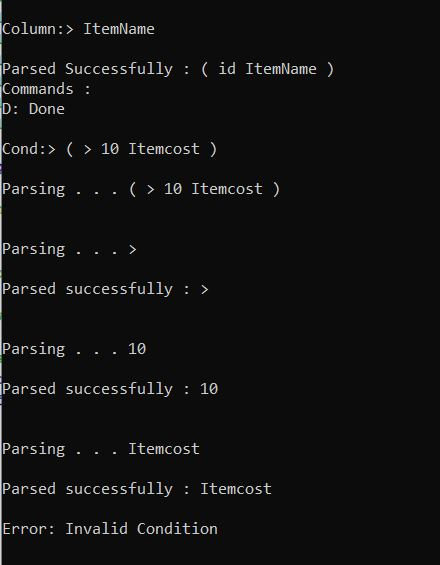 Column:> ItemName
Parsed Successfully : ( id ItemName )
Commands :
D: Done
Cond:> ( > 10 Itemcost )
Parsing . . . ( > 10 Itemcost )
Parsing . . . >
Parsed successfully : >
Parsing . . . 10
Parsed successfully : 10
Parsing . . . Itemcost
Parsed successfully : Itemcost
Error: Invalid Condition